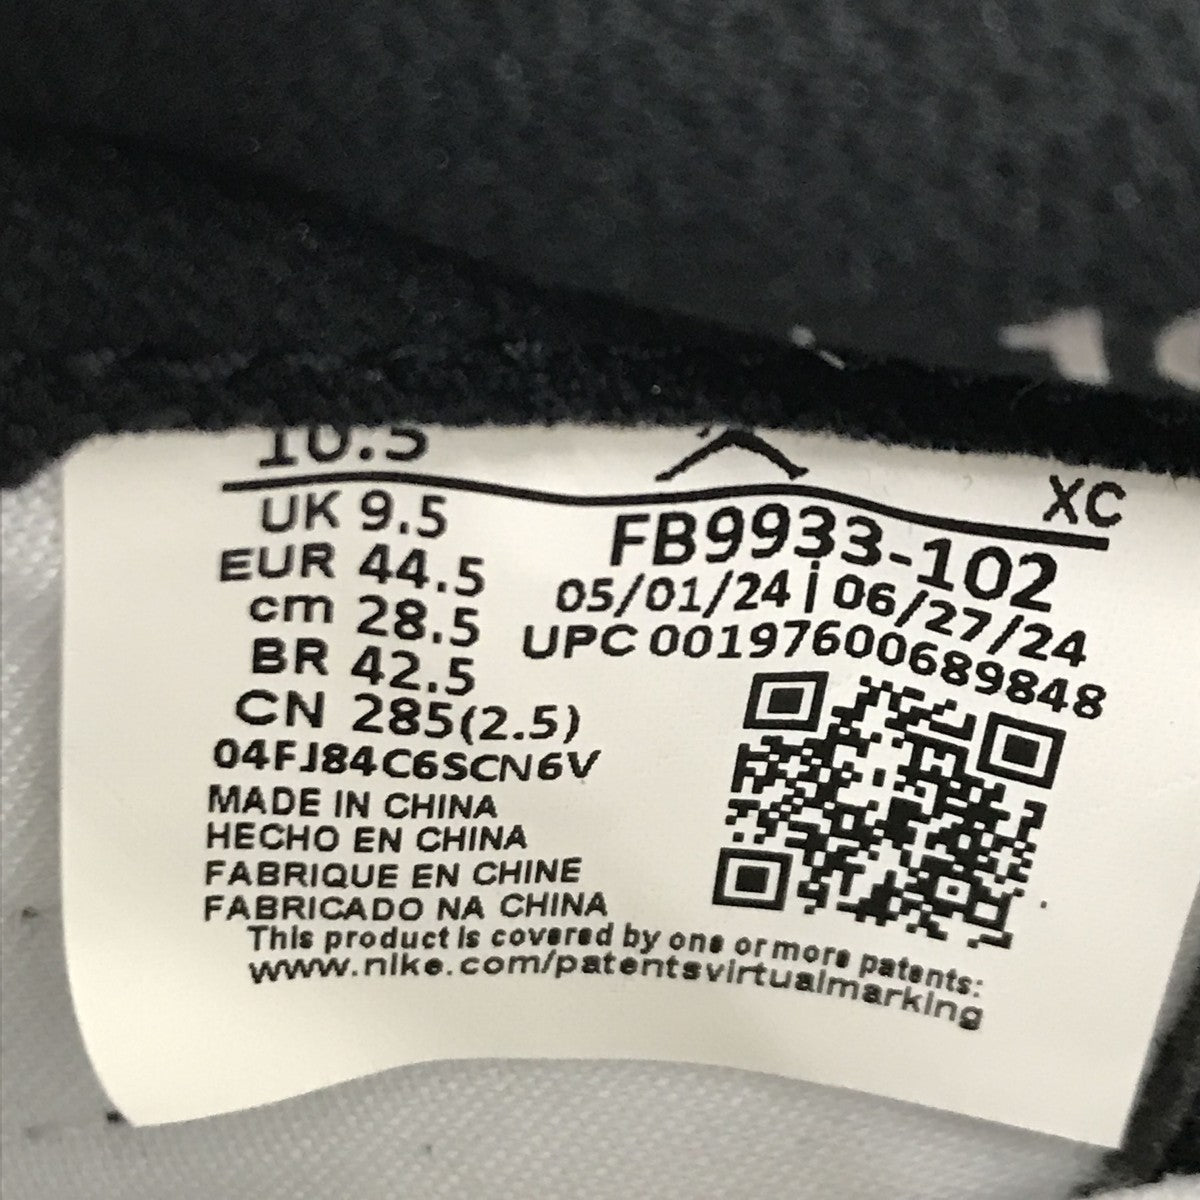 10.5
XC
UK 9.5
EUR 44.5
cm 28.5
BR 42.5
CN 285(2.5)
FB9933-102
05/01/24 | 06/27/24
UPC 00197600689848
04FJ84C6SCN6V
MADE IN CHINA
HECHO EN CHINA
FABRIQUE EN CHINE
FABRICADO NA CHINA
This product is covered by one or more patents:
www.nike.com/patentsvirtualmarking